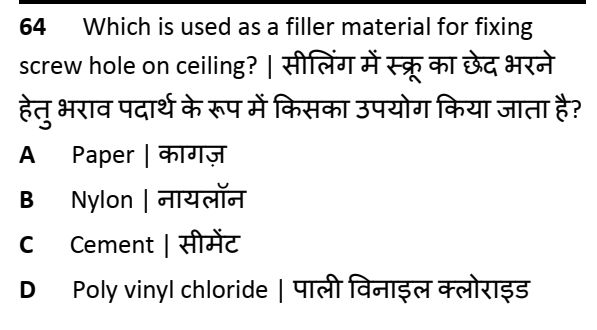 64 Which is used as a filler material for fixing
screw hole on ceiling? | सीलिंग में स्क्रू का छेद भरने
हेतु भराव पदार्थ के रूप में किसका उपयोग किया जाता है?
A Paper | कागज़
B Nylon | नायलॉन
C Cement | सीमेंट
D Poly vinyl chloride | पाली विनाइल क्लोराइड